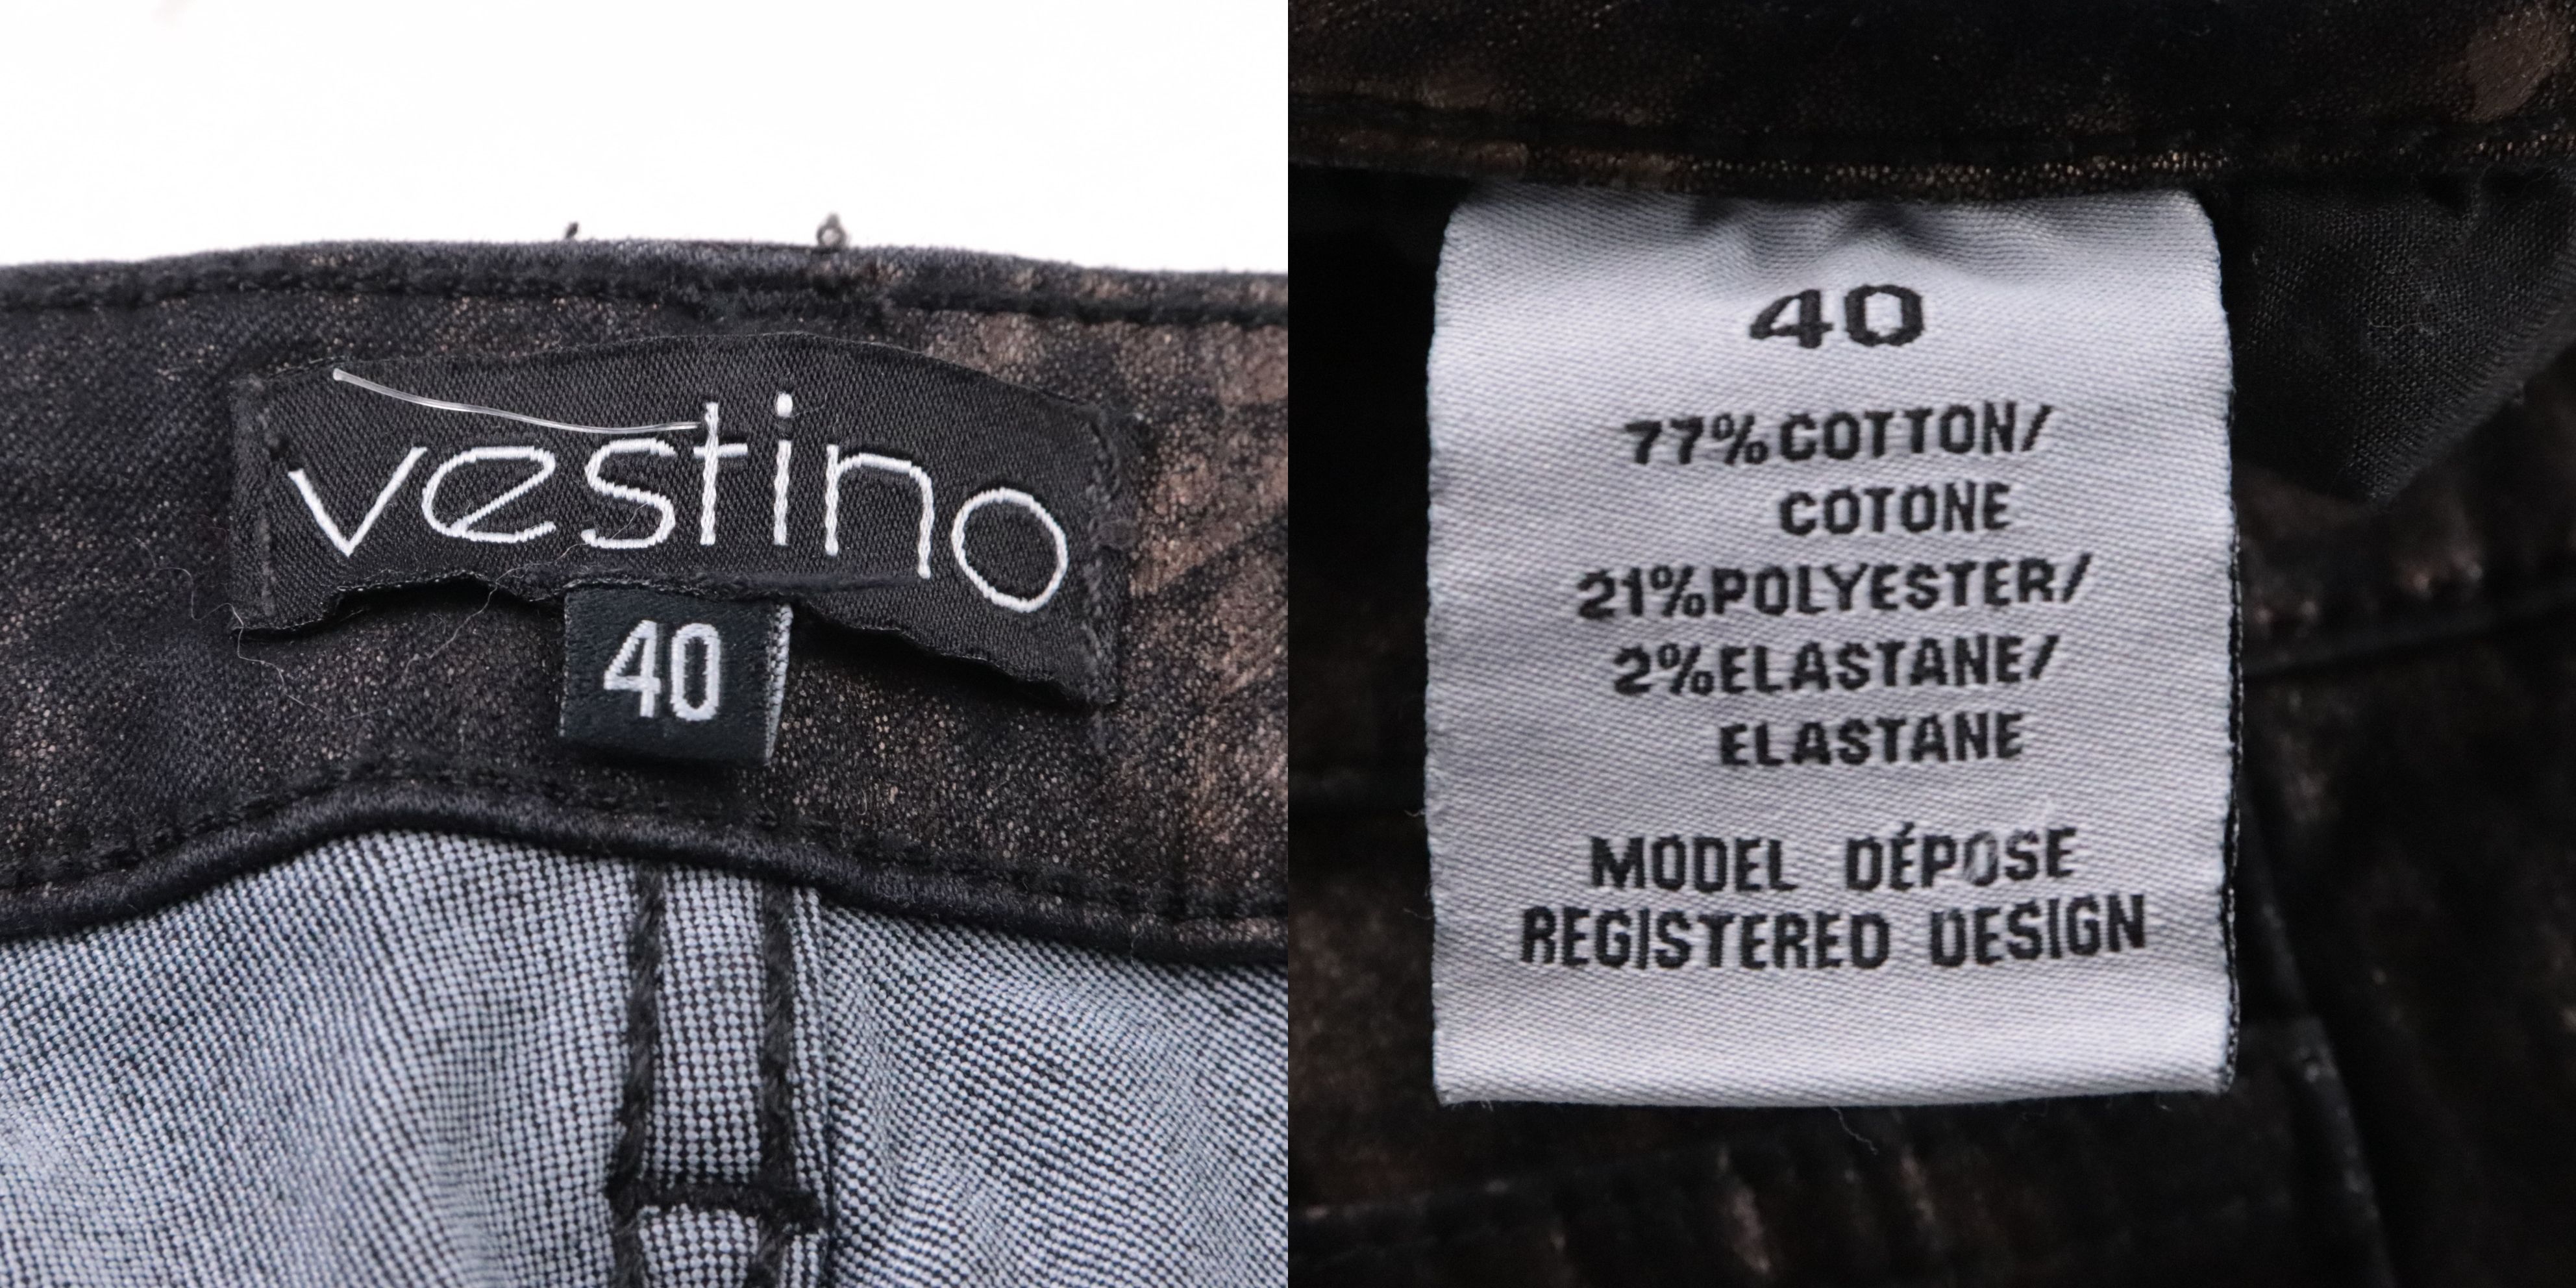 vestino
40
40
77%COTTON/
COTONE
21%POLYESTER/
2%ELASTANE/
ELASTANE
MODEL DÉPOSE
REGISTERED DESIGN